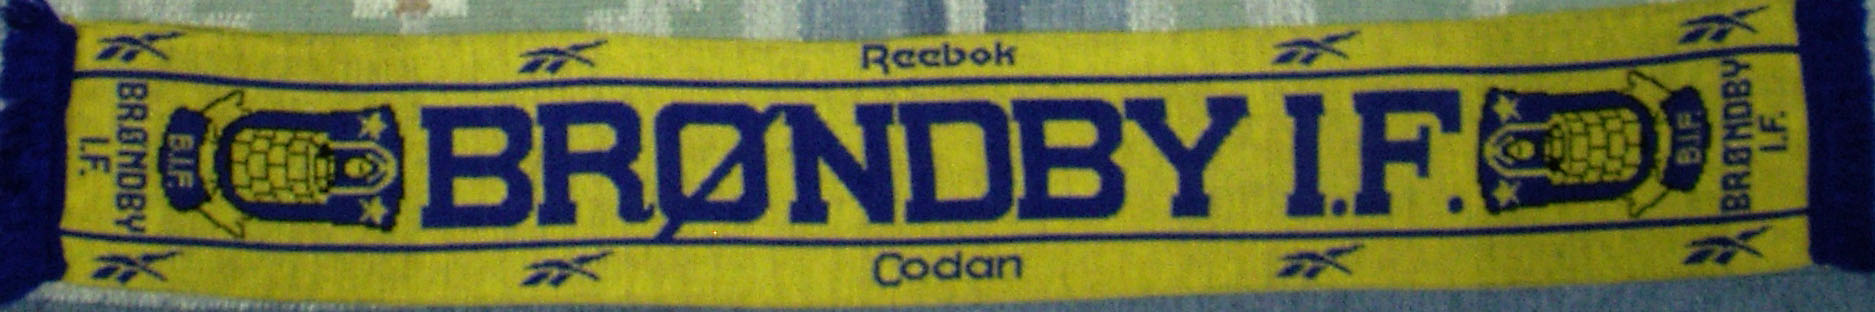 Reebok
BRØNDBY
I.F.
B.I.F.
BRØNDBY I.F.
B.I.F
BRØNDBY
I.F.
Codan